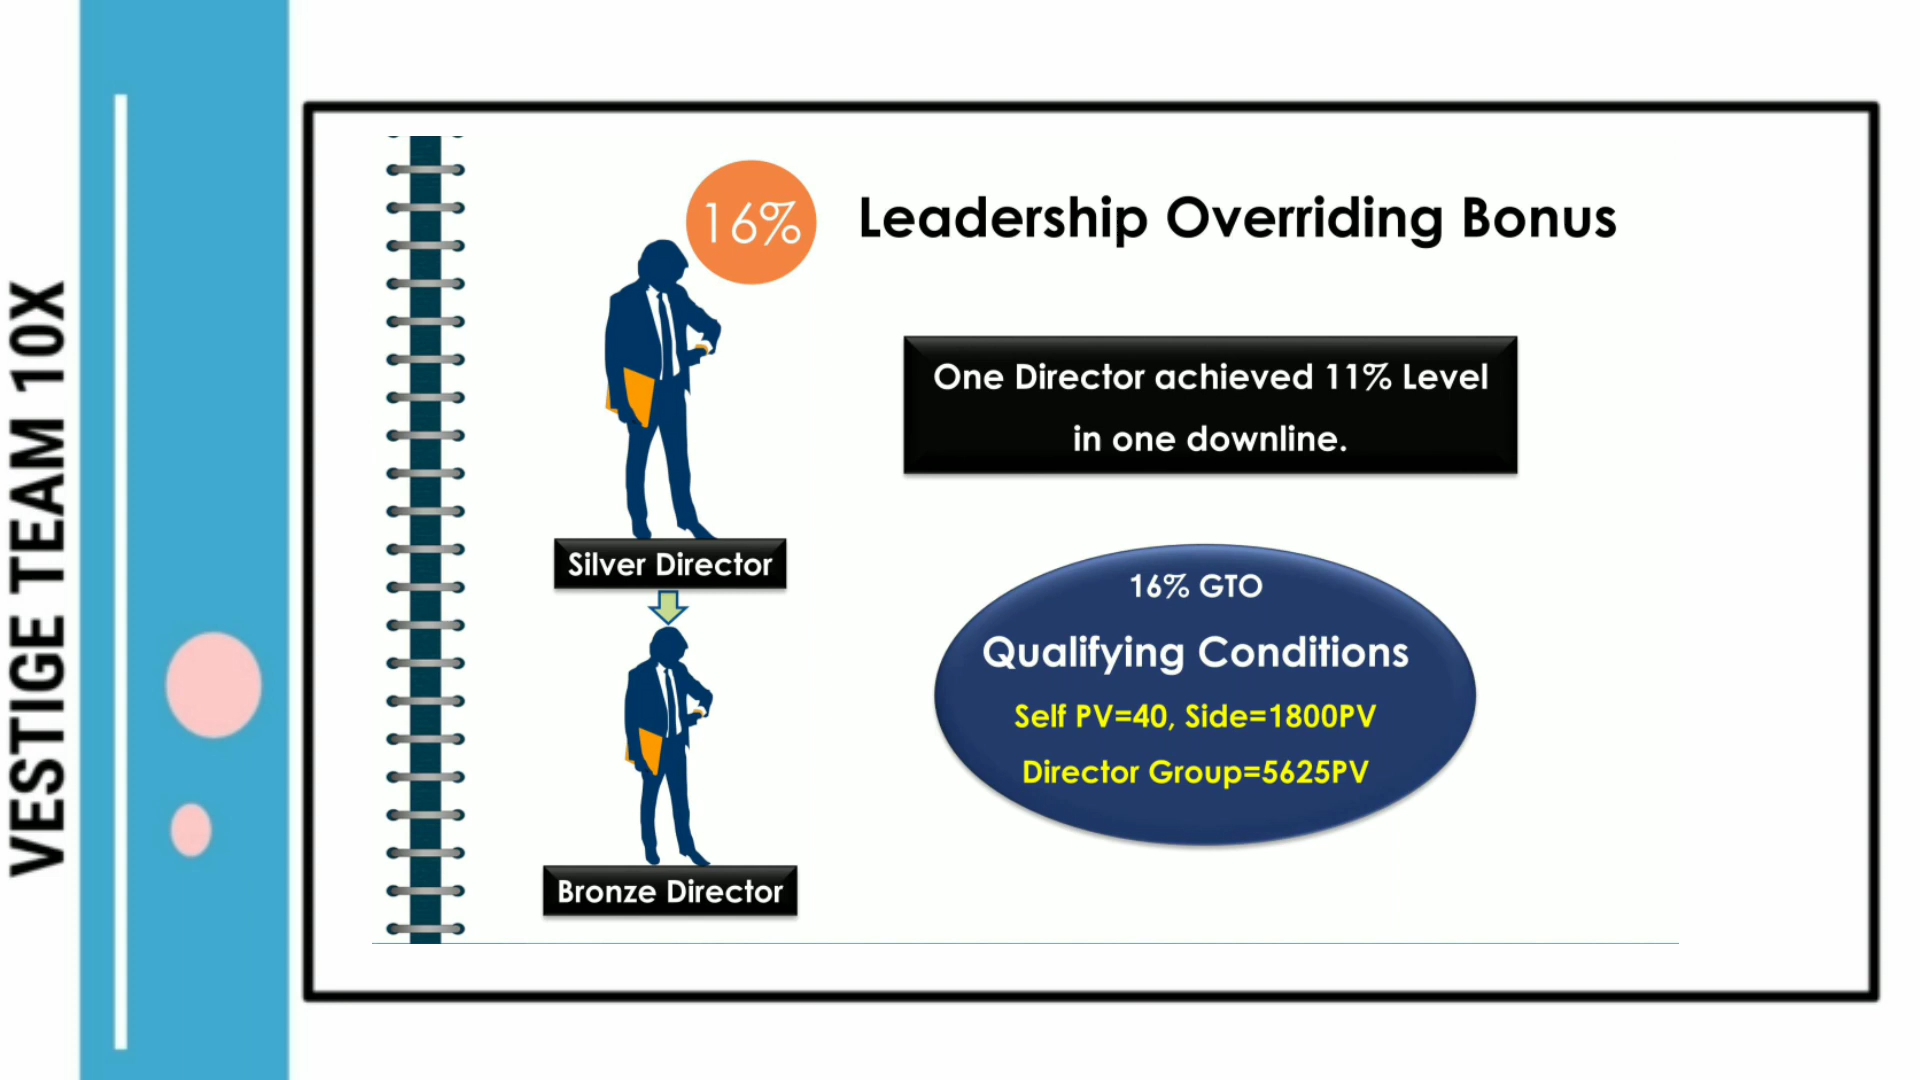 VESTIGE TEAM 10X
16%
Leadership Overriding Bonus
One Director achieved 11% Level
in one downline.
Silver Director
16% GTO
Qualifying Conditions
Self PV=40, Side=1800PV
Director Group=5625PV
Bronze Director